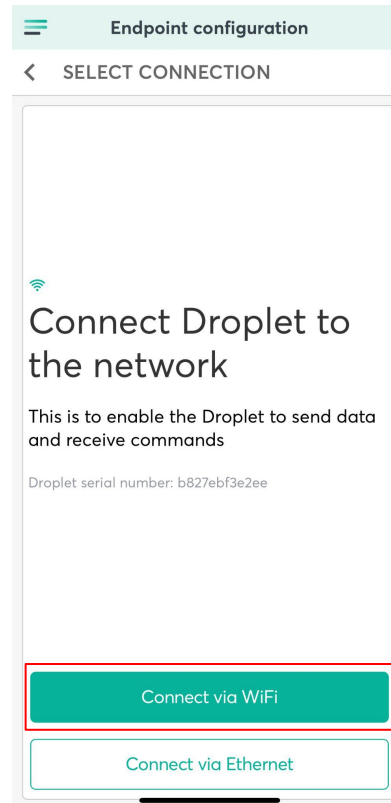 Endpoint configuration
SELECT CONNECTION
Connect Droplet to
the network
This is to enable the Droplet to send data
and receive commands
Droplet serial number: b827ebf3e2ee
Connect via WiFi
Connect via Ethernet